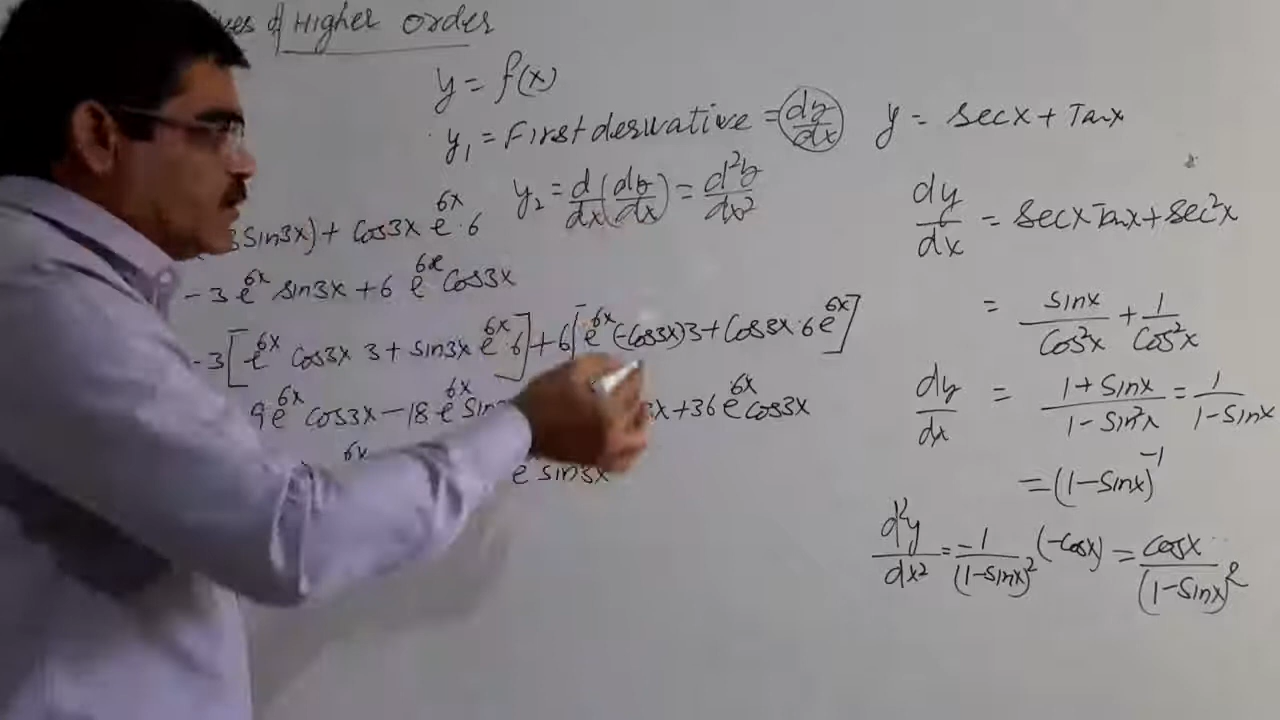 of Higher Order
y = f(x)
y₁ = First derivative = dy/dx
y₂ = d/dx(dy/dx) = d²y/dx²
3Sin3x) + Cos3x e^6x · 6
-3 e^6x sin3x + 6 e^6x Cos3x
-3[e^6x Cos3x 3 + sin3x e^6x · 6] + 6[e^6x (-Cos3x)3 + Cos3x · 6 e^6x]
9e^6x Cos3x - 18 e^6x Sin 3x + 36 e^6x Cos3x
6x
e sin3x
y = Secx + Tanx
dy/dx = Secx Tanx + Sec²x
= Sinx/Cos²x + 1/Cos²x
dy/dx = 1 + Sinx/1 - Sin²x = 1/1 - Sinx
= (1 - Sinx)^-1
d²y/dx² = -1/(1-Sinx)² (-Cosx) = Cosx/(1-Sinx)²